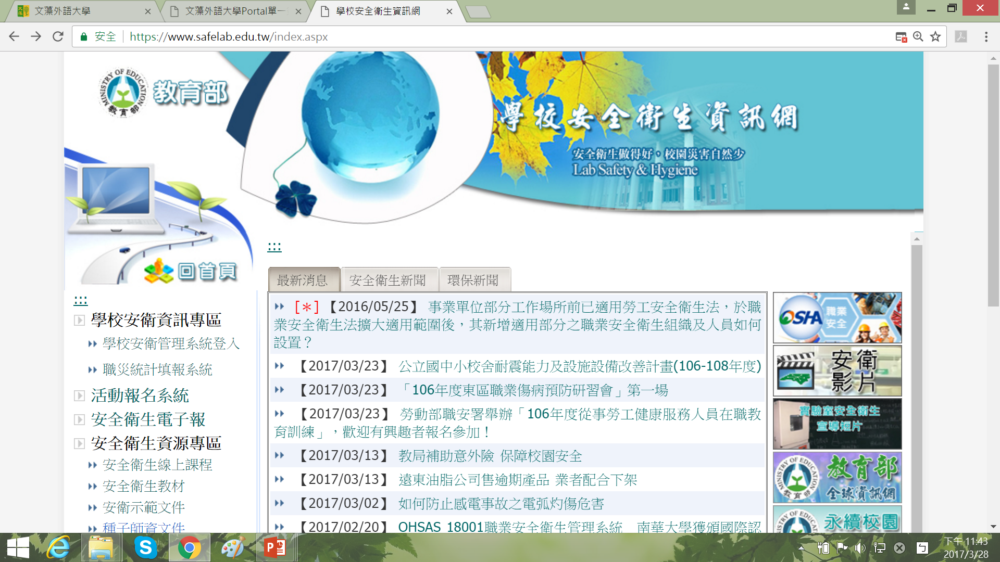 文藻外語大學
文藻外語大學Portal單一
學校安全衛生資訊網
安全
https://www.safelab.edu.tw/index.aspx
MINISTRY OF EDUCATION
教育部
教育部
學校安全衛生資訊網
安全衛生做得好，校園災害自然少
Lab Safety & Hygiene
回首頁
:::
學校安衛資訊專區
學校安衛管理系統登入
職災統計填報系統
活動報名系統
安全衛生電子報
安全衛生資源專區
安全衛生線上課程
安全衛生教材
安衛示範文件
種子師資文件
:::
最新消息
安全衛生新聞
環保新聞
[＊]【2016/05/25】 事業單位部分工作場所前已適用勞工安全衛生法，於職
業安全衛生法擴大適用範圍後，其新增適用部分之職業安全衛生組織及人員如何
設置？
【2017/03/23】 公立國中小校舍耐震能力及設施設備改善計畫(106-108年度)
【2017/03/23】 「106年度東區職業傷病預防研習會」第一場
【2017/03/23】 勞動部職安署舉辦「106年度從事勞工健康服務人員在職教
育訓練」，歡迎有興趣者報名參加！
【2017/03/13】 教局補助意外險 保障校園安全
【2017/03/13】 遠東油脂公司售逾期產品 業者配合下架
【2017/03/02】 如何防止感電事故之電弧灼傷危害
【2017/02/20】 OHSAS 18001職業安全衛生管理系統 南華大學獲頒國際認
OSHA
職業
安全
安衛
影片
實驗室安全衛生
宣導短片
MINISTRY OF EDUCATION
教育部
教育部
全球資訊網
永續校園
下午 11:43
2017/3/28